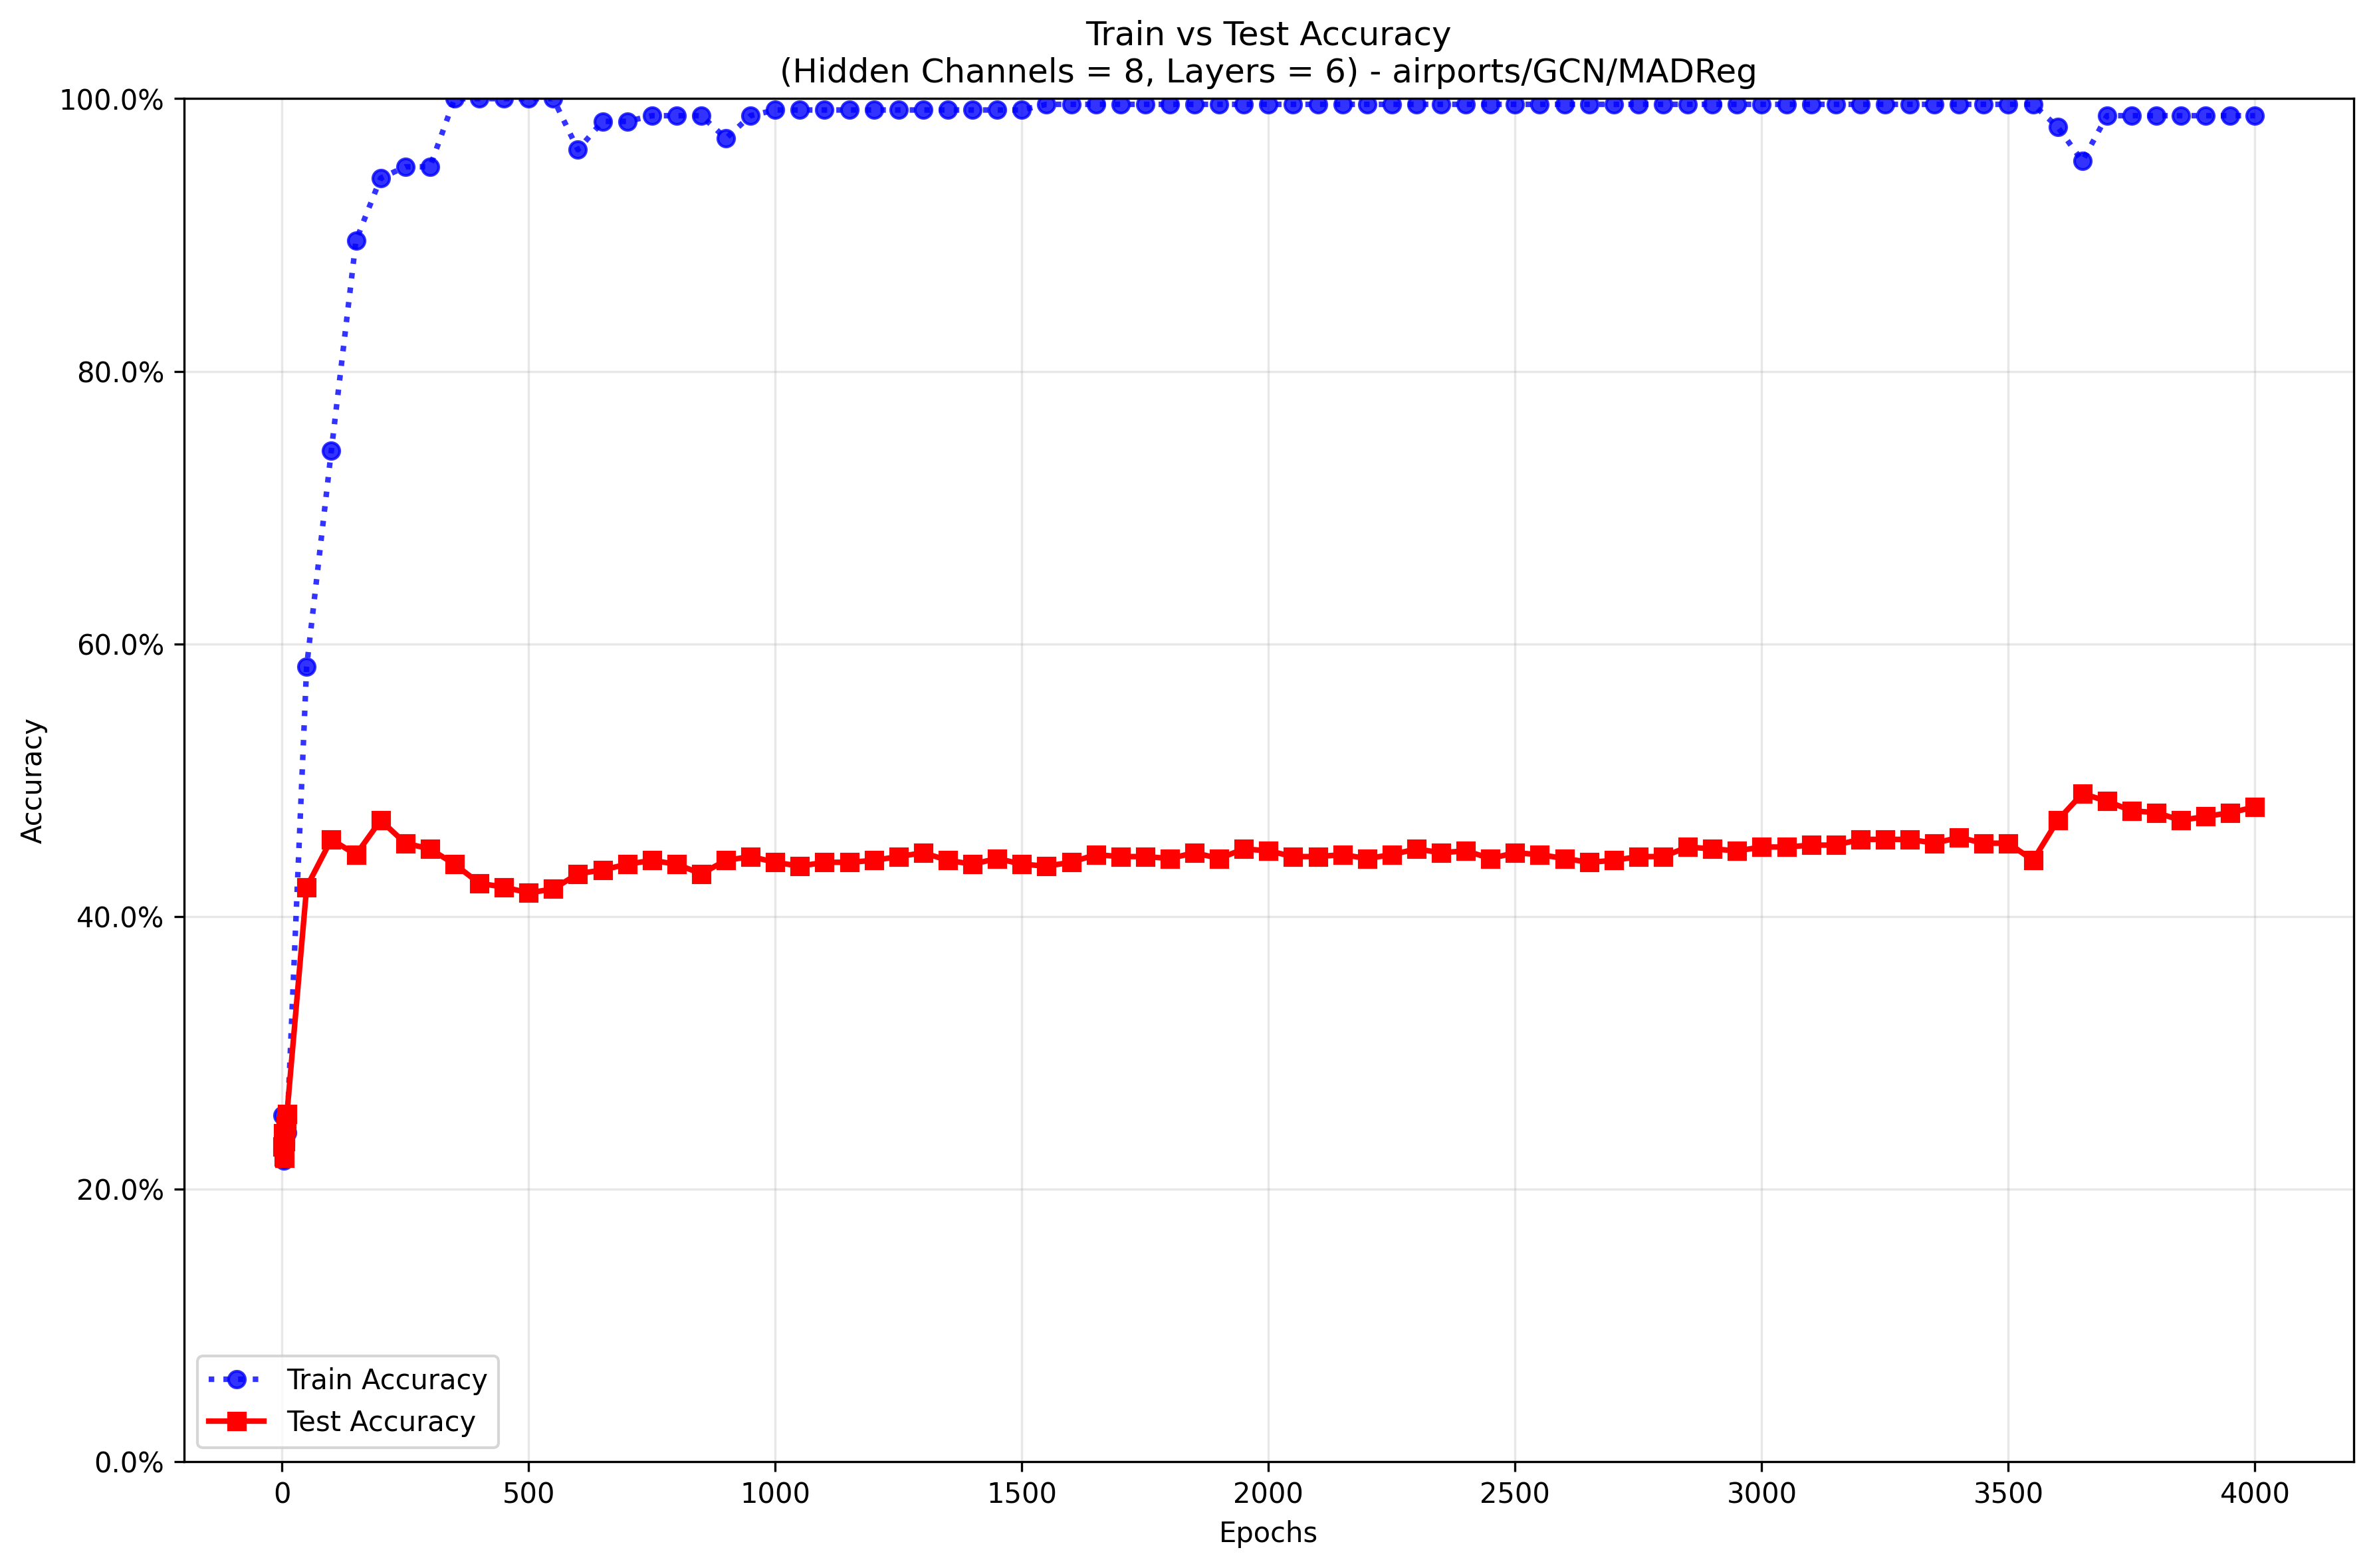 Train vs Test Accuracy
(Hidden Channels = 8, Layers = 6) - airports/GCN/MADReg
100.0%
80.0%
60.0%
40.0%
20.0%
0.0%
Accuracy
Train Accuracy
Test Accuracy
0 500 1000 1500 2000 2500 3000 3500 4000
Epochs